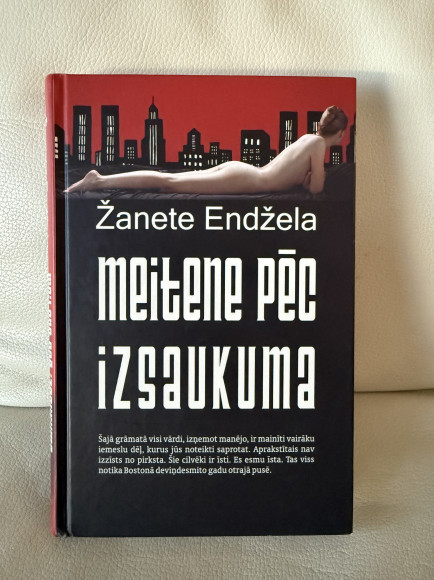 Žanete Endžela
meitene pēc
izsaukuma
Šajā grāmatā visi vārdi, izņemot manējo, ir mainīti vairāku
iemeslu dēļ, kurus jūs noteikti saprotat. Aprakstītais nav
izzīsts no pirksta. Šie cilvēki ir īsti. Es esmu īsta. Tas viss
notika Bostonā deviņdesmito gadu otrajā pusē.